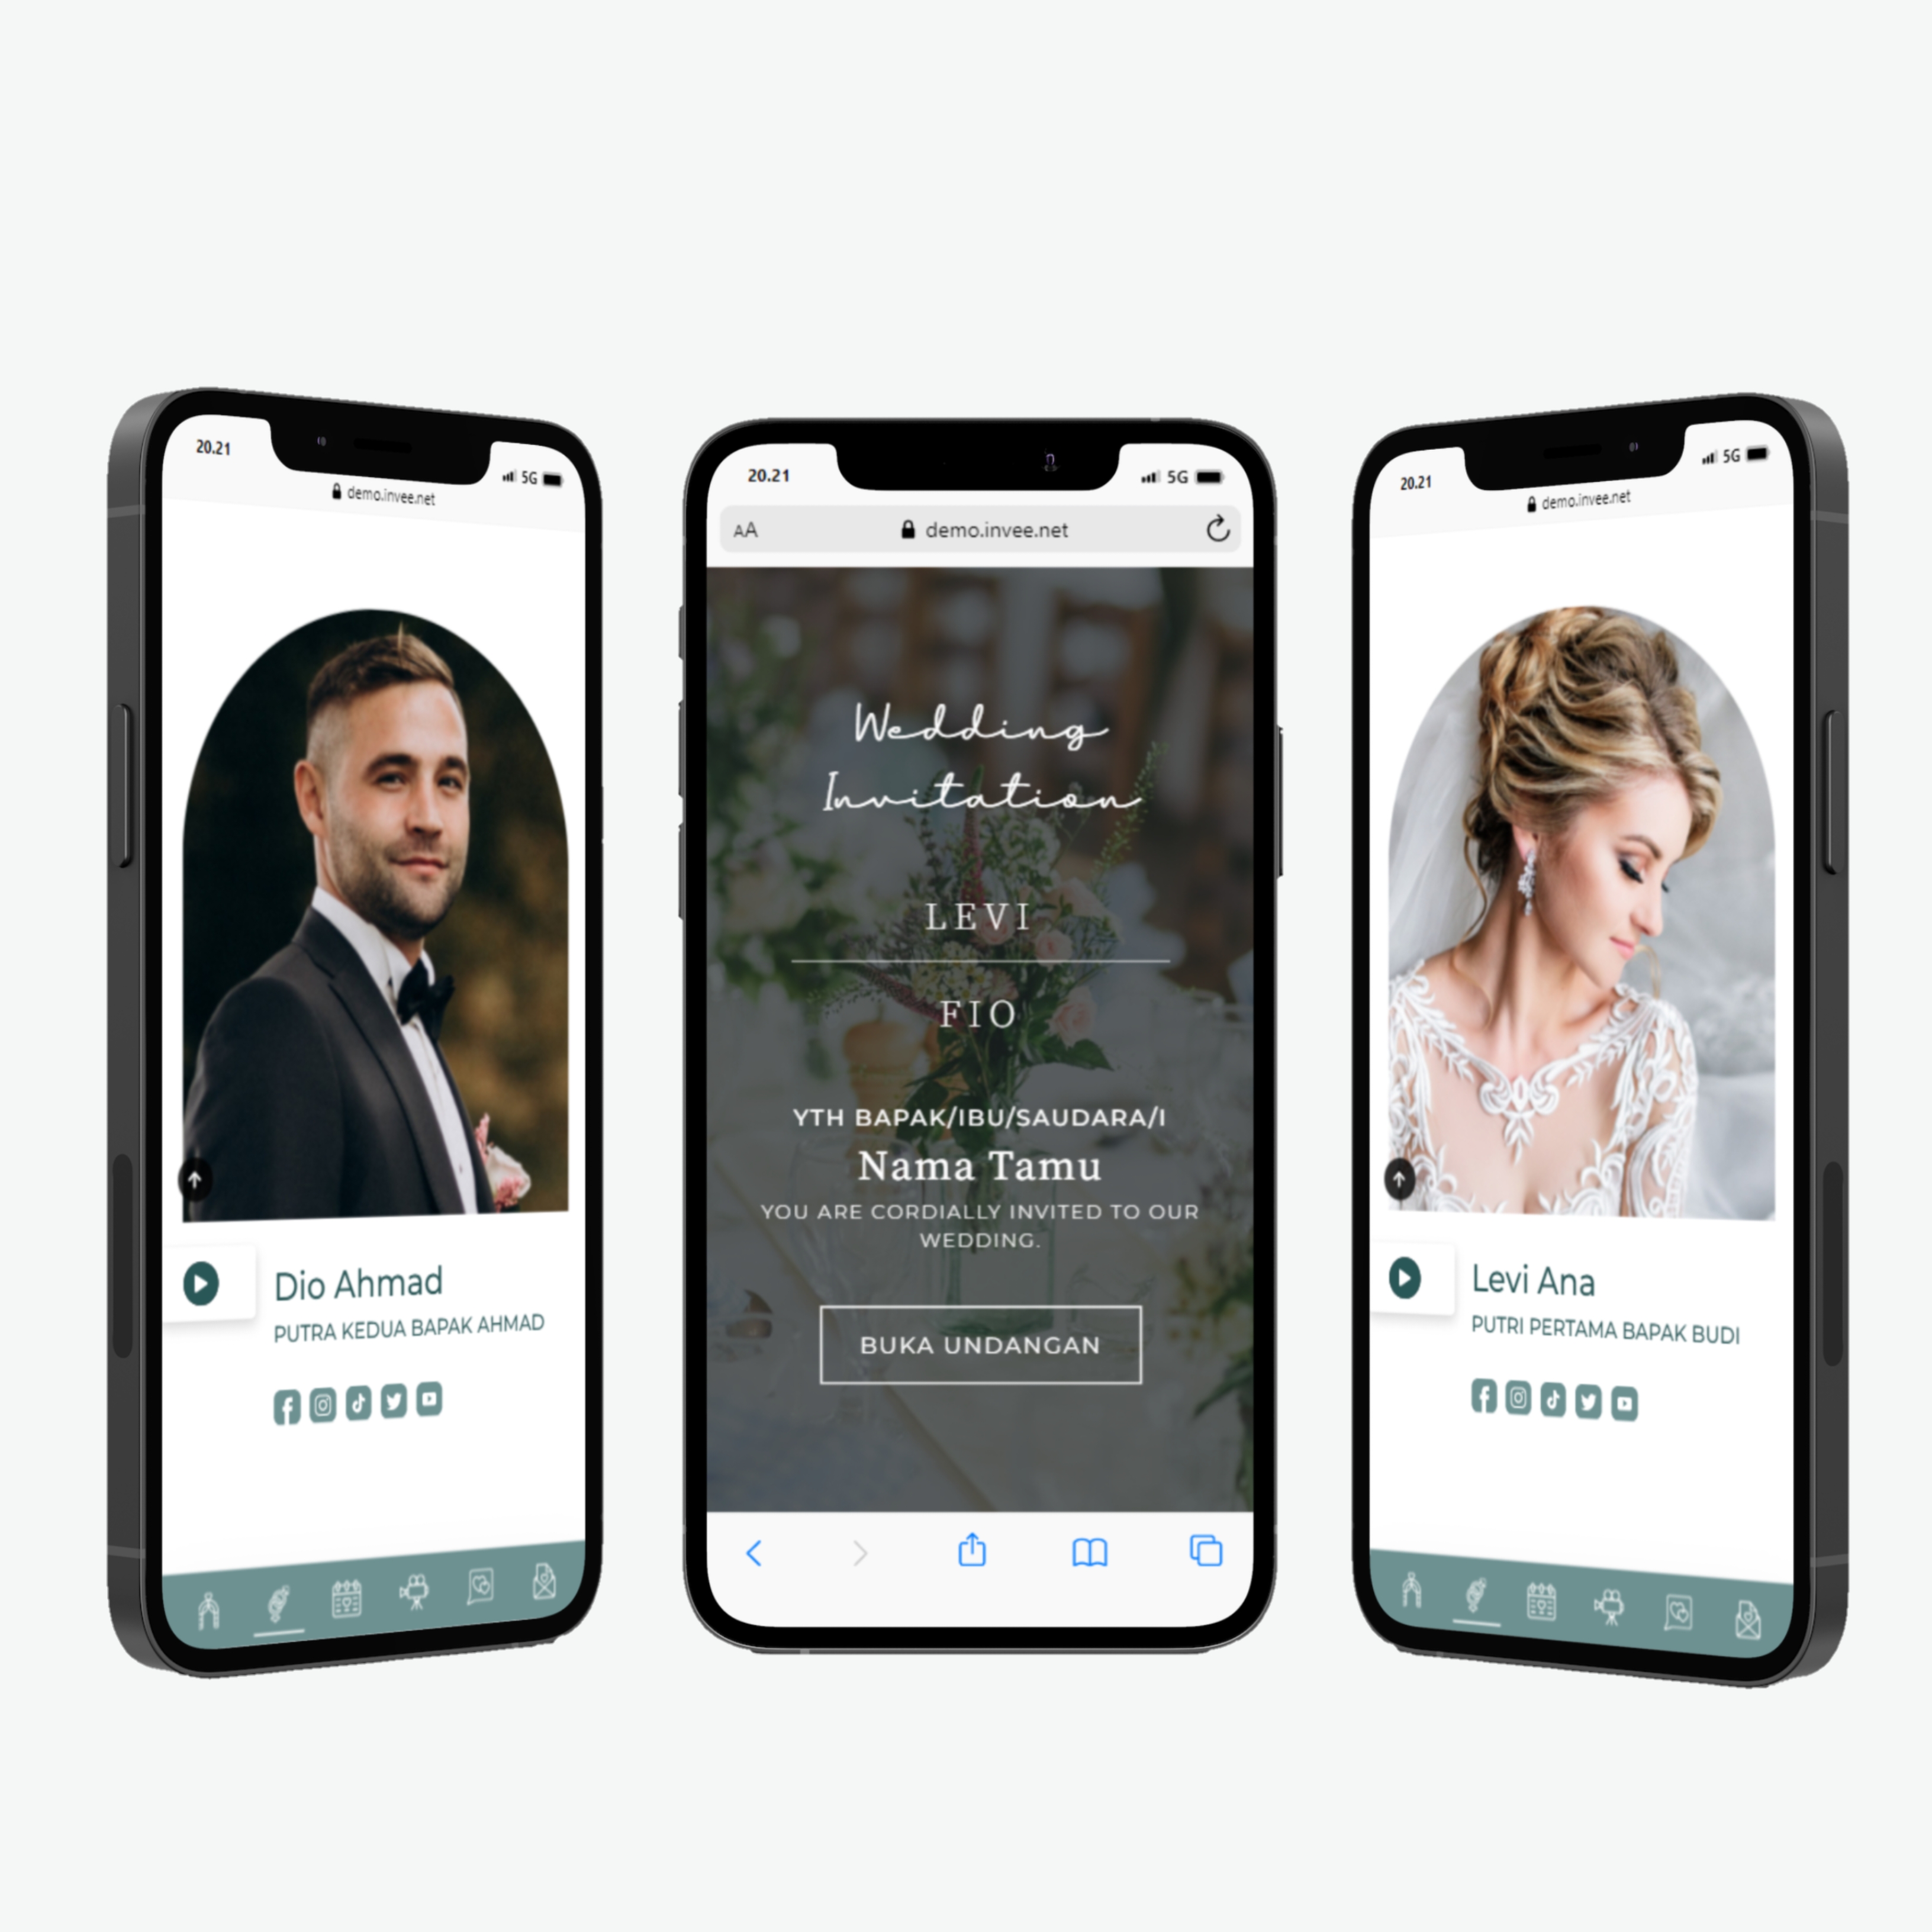 20.21
5G
demo.invee.net
Dio Ahmad
PUTRA KEDUA BAPAK AHMAD
20.21
5G
AA
demo.invee.net
Wedding
Invitation
LEVI
FIO
YTH BAPAK/IBU/SAUDARA/I
Nama Tamu
YOU ARE CORDIALLY INVITED TO OUR
WEDDING.
BUKA UNDANGAN
20.21
5G
demo.invee.net
Levi Ana
PUTRI PERTAMA BAPAK BUDI